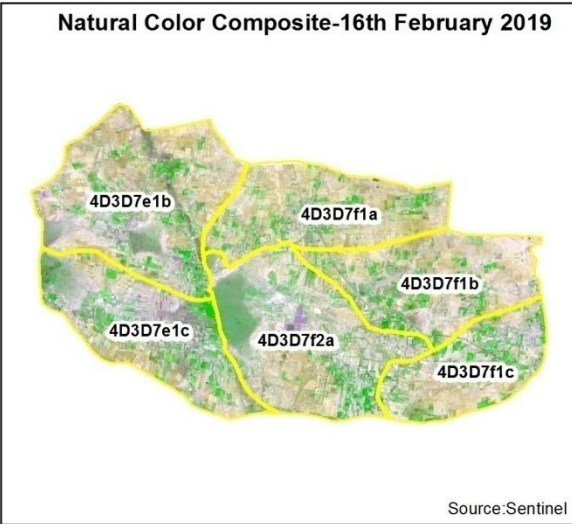 Natural Color Composite-16th February 2019
4D3D7e1b
4D3D7f1a
4D3D7f1b
4D3D7e1c
4D3D7f2a
4D3D7f1c
Source:Sentinel